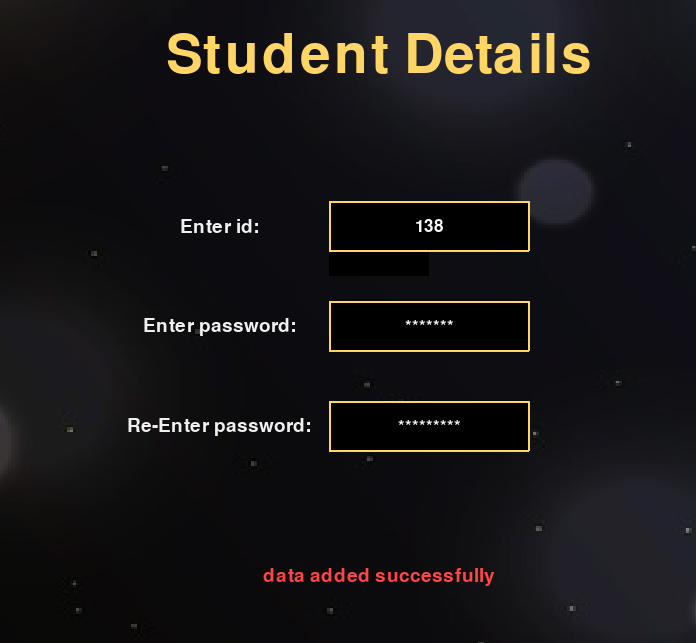 Student Details
Enter id: 138
Enter password: *******
Re-Enter password: *********
data added successfully